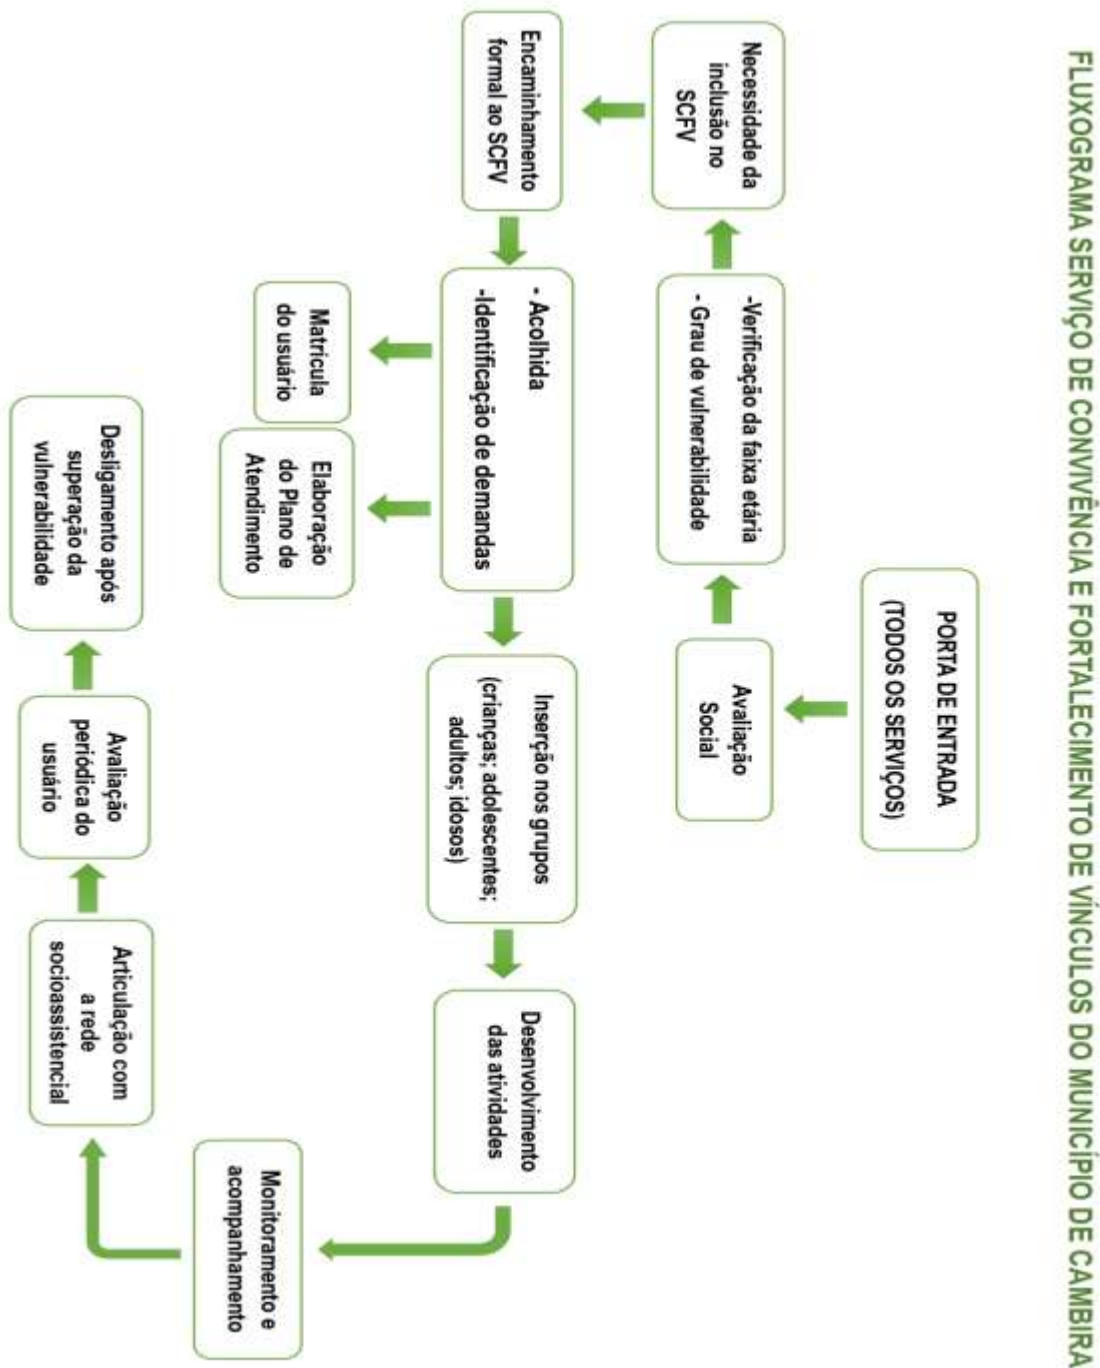 FLUXOGRAMA SERVIÇO DE CONVIVÊNCIA E FORTALECIMENTO DE VÍNCULOS DO MUNICÍPIO DE CAMBIRA
PORTA DE ENTRADA
(TODOS OS SERVIÇOS)
Avaliação
Social
-Verificação da faixa etária
- Grau de vulnerabilidade
Necessidade da
inclusão no
SCFV
Encaminhamento
formal ao SCFV
- Acolhida
-Identificação de demandas
Matrícula
do usuário
Elaboração
do Plano de
Atendimento
Inserção nos grupos
(crianças; adolescentes;
adultos; idosos)
Desenvolvimento
das atividades
Monitoramento e
acompanhamento
Articulação com
a rede
socioassistencial
Avaliação
periódica do
usuário
Desligamento após
superação da
vulnerabilidade